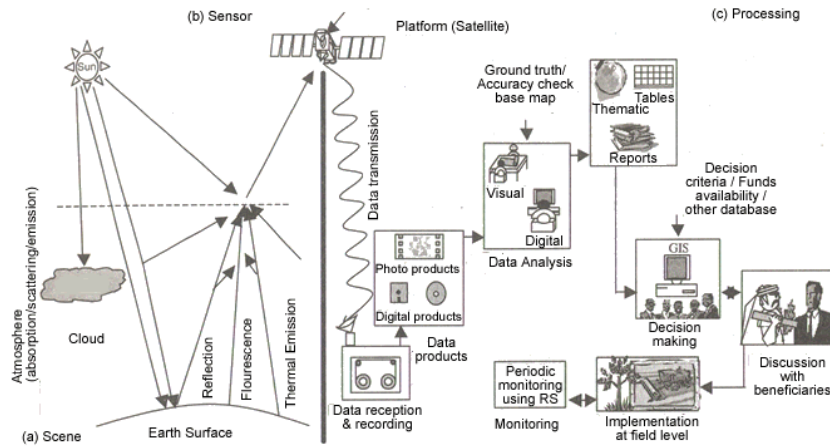 (b) Sensor
Platform (Satellite)
(c) Processing
Sun
Ground truth/
Accuracy check
base map
Thematic
Tables
Reports
Data transmission
Visual
Digital
Data Analysis
Decision
criteria / Funds
availability /
other database
Photo products
Digital products
Data
products
GIS
Decision
making
Atmosphere
(absorption/scattering/emission)
Cloud
Reflection
Flourescence
Thermal Emission
Discussion
with
beneficiaries
Periodic
monitoring
using RS
Monitoring
Implementation
at field level
Data reception
& recording
(a) Scene
Earth Surface